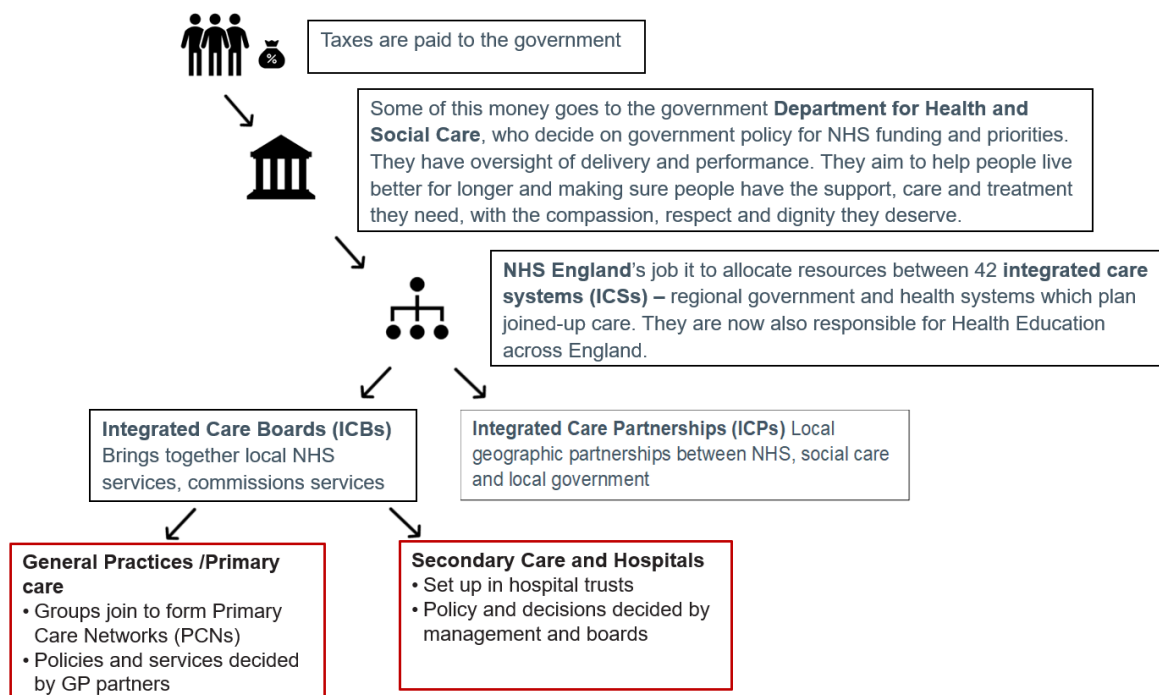 Taxes are paid to the government
%
Some of this money goes to the government Department for Health and
Social Care, who decide on government policy for NHS funding and priorities.
They have oversight of delivery and performance. They aim to help people live
better for longer and making sure people have the support, care and treatment
they need, with the compassion, respect and dignity they deserve.
NHS England’s job it to allocate resources between 42 integrated care
systems (ICSs) – regional government and health systems which plan
joined-up care. They are now also responsible for Health Education
across England.
Integrated Care Boards (ICBs)
Brings together local NHS
services, commissions services
Integrated Care Partnerships (ICPs) Local
geographic partnerships between NHS, social care
and local government
General Practices /Primary
care
• Groups join to form Primary
Care Networks (PCNs)
• Policies and services decided
by GP partners
Secondary Care and Hospitals
• Set up in hospital trusts
• Policy and decisions decided by
management and boards